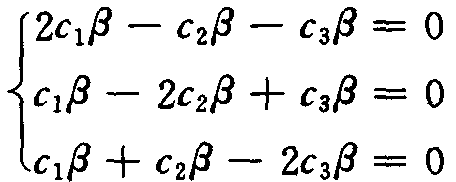 2c₁β − c₂β − c₃β = 0
c₁β − 2c₂β + c₃β = 0
c₁β + c₂β − 2c₃β = 0